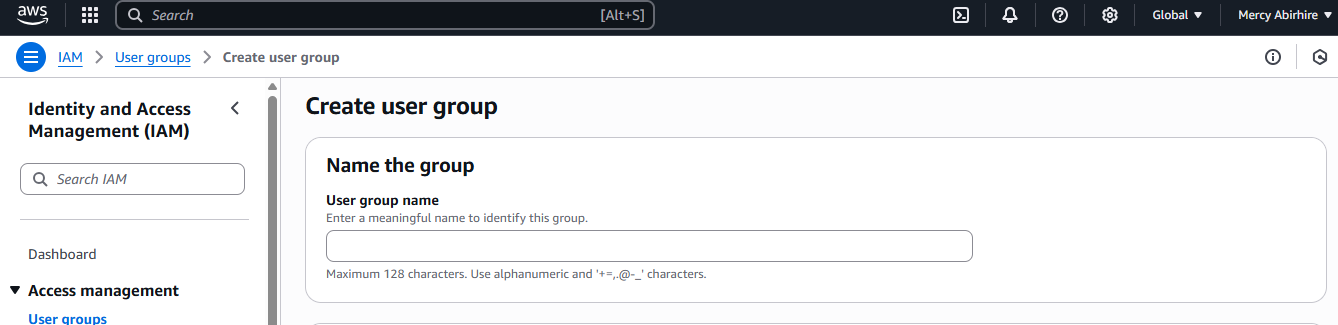 aws
Search [Alt+S]
Global Mercy Abirhire
IAM User groups Create user group
Identity and Access
Management (IAM)
Search IAM
Dashboard
Access management
User groups
Create user group
Name the group
User group name
Enter a meaningful name to identify this group.
Maximum 128 characters. Use alphanumeric and '+=,.@-_' characters.